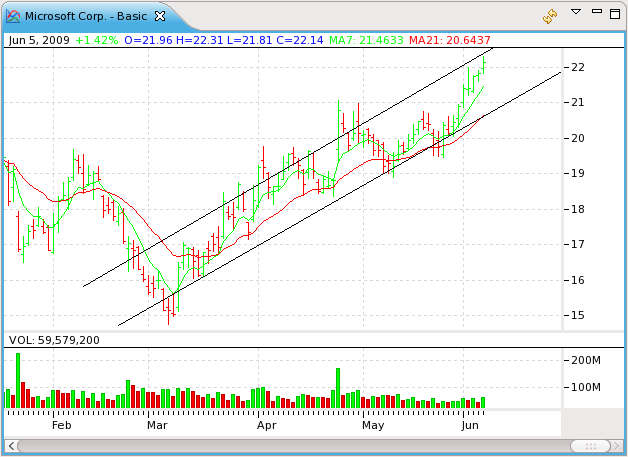 Microsoft Corp. - Basic
Jun 5, 2009 +1.42% O=21.96 H=22.31 L=21.81 C=22.14 MA7: 21.4633 MA21: 20.6437
22
21
20
19
18
17
16
15
VOL: 59,579,200
200M
100M
Feb Mar Apr May Jun